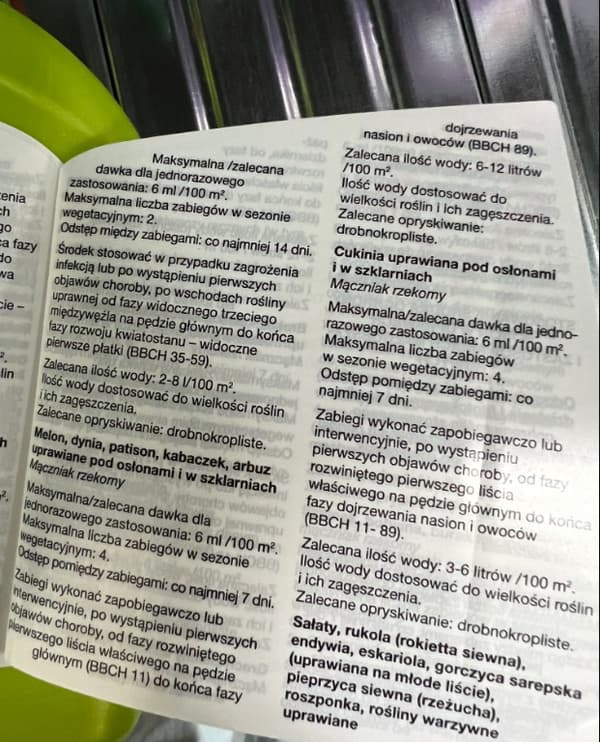 zenia
ch
go
ca fazy
do
wa
cie –
².
lin
h
²,
Maksymalna /zalecana
dawka dla jednorazowego
zastosowania: 6 ml /100 m².
Maksymalna liczba zabiegów w sezonie
wegetacyjnym: 2.
Odstęp między zabiegami: co najmniej 14 dni.
Środek stosować w przypadku zagrożenia
infekcją lub po wystąpieniu pierwszych
objawów choroby, po wschodach rośliny
uprawnej od fazy widocznego trzeciego
międzywęźla na pędzie głównym do końca
fazy rozwoju kwiatostanu – widoczne
pierwsze płatki (BBCH 35-59).
Zalecana ilość wody: 2-8 l/100 m².
Ilość wody dostosować do wielkości roślin
i ich zagęszczenia.
Zalecane opryskiwanie: drobnokropliste.
Melon, dynia, patison, kabaczek, arbuz
uprawiane pod osłonami i w szklarniach
Mączniak rzekomy
Maksymalna/zalecana dawka dla
jednorazowego zastosowania: 6 ml /100 m².
Maksymalna liczba zabiegów w sezonie
wegetacyjnym: 4.
Odstęp pomiędzy zabiegami: co najmniej 7 dni.
Zabiegi wykonać zapobiegawczo lub
interwencyjnie, po wystąpieniu pierwszych
objawów choroby, od fazy rozwiniętego
pierwszego liścia właściwego na pędzie
głównym (BBCH 11) do końca fazy
dojrzewania
nasion i owoców (BBCH 89).
Zalecana ilość wody: 6-12 litrów
/100 m².
Ilość wody dostosować do
wielkości roślin i ich zagęszczenia.
Zalecane opryskiwanie:
drobnokropliste.
Cukinia uprawiana pod osłonami
i w szklarniach
Mączniak rzekomy
Maksymalna/zalecana dawka dla jedno-
razowego zastosowania: 6 ml /100 m².
Maksymalna liczba zabiegów
w sezonie wegetacyjnym: 4.
Odstęp pomiędzy zabiegami: co
najmniej 7 dni.
Zabiegi wykonać zapobiegawczo lub
interwencyjnie, po wystąpieniu
pierwszych objawów choroby, od fazy
rozwiniętego pierwszego liścia
właściwego na pędzie głównym do końca
fazy dojrzewania nasion i owoców
(BBCH 11- 89).
Zalecana ilość wody: 3-6 litrów /100 m².
Ilość wody dostosować do wielkości roślin
i ich zagęszczenia.
Zalecane opryskiwanie: drobnokropliste.
Sałaty, rukola (rokietta siewna),
endywia, eskariola, gorczyca sarepska
(uprawiana na młode liście),
pieprzyca siewna (rzeżucha),
roszponka, rośliny warzywne
uprawiane